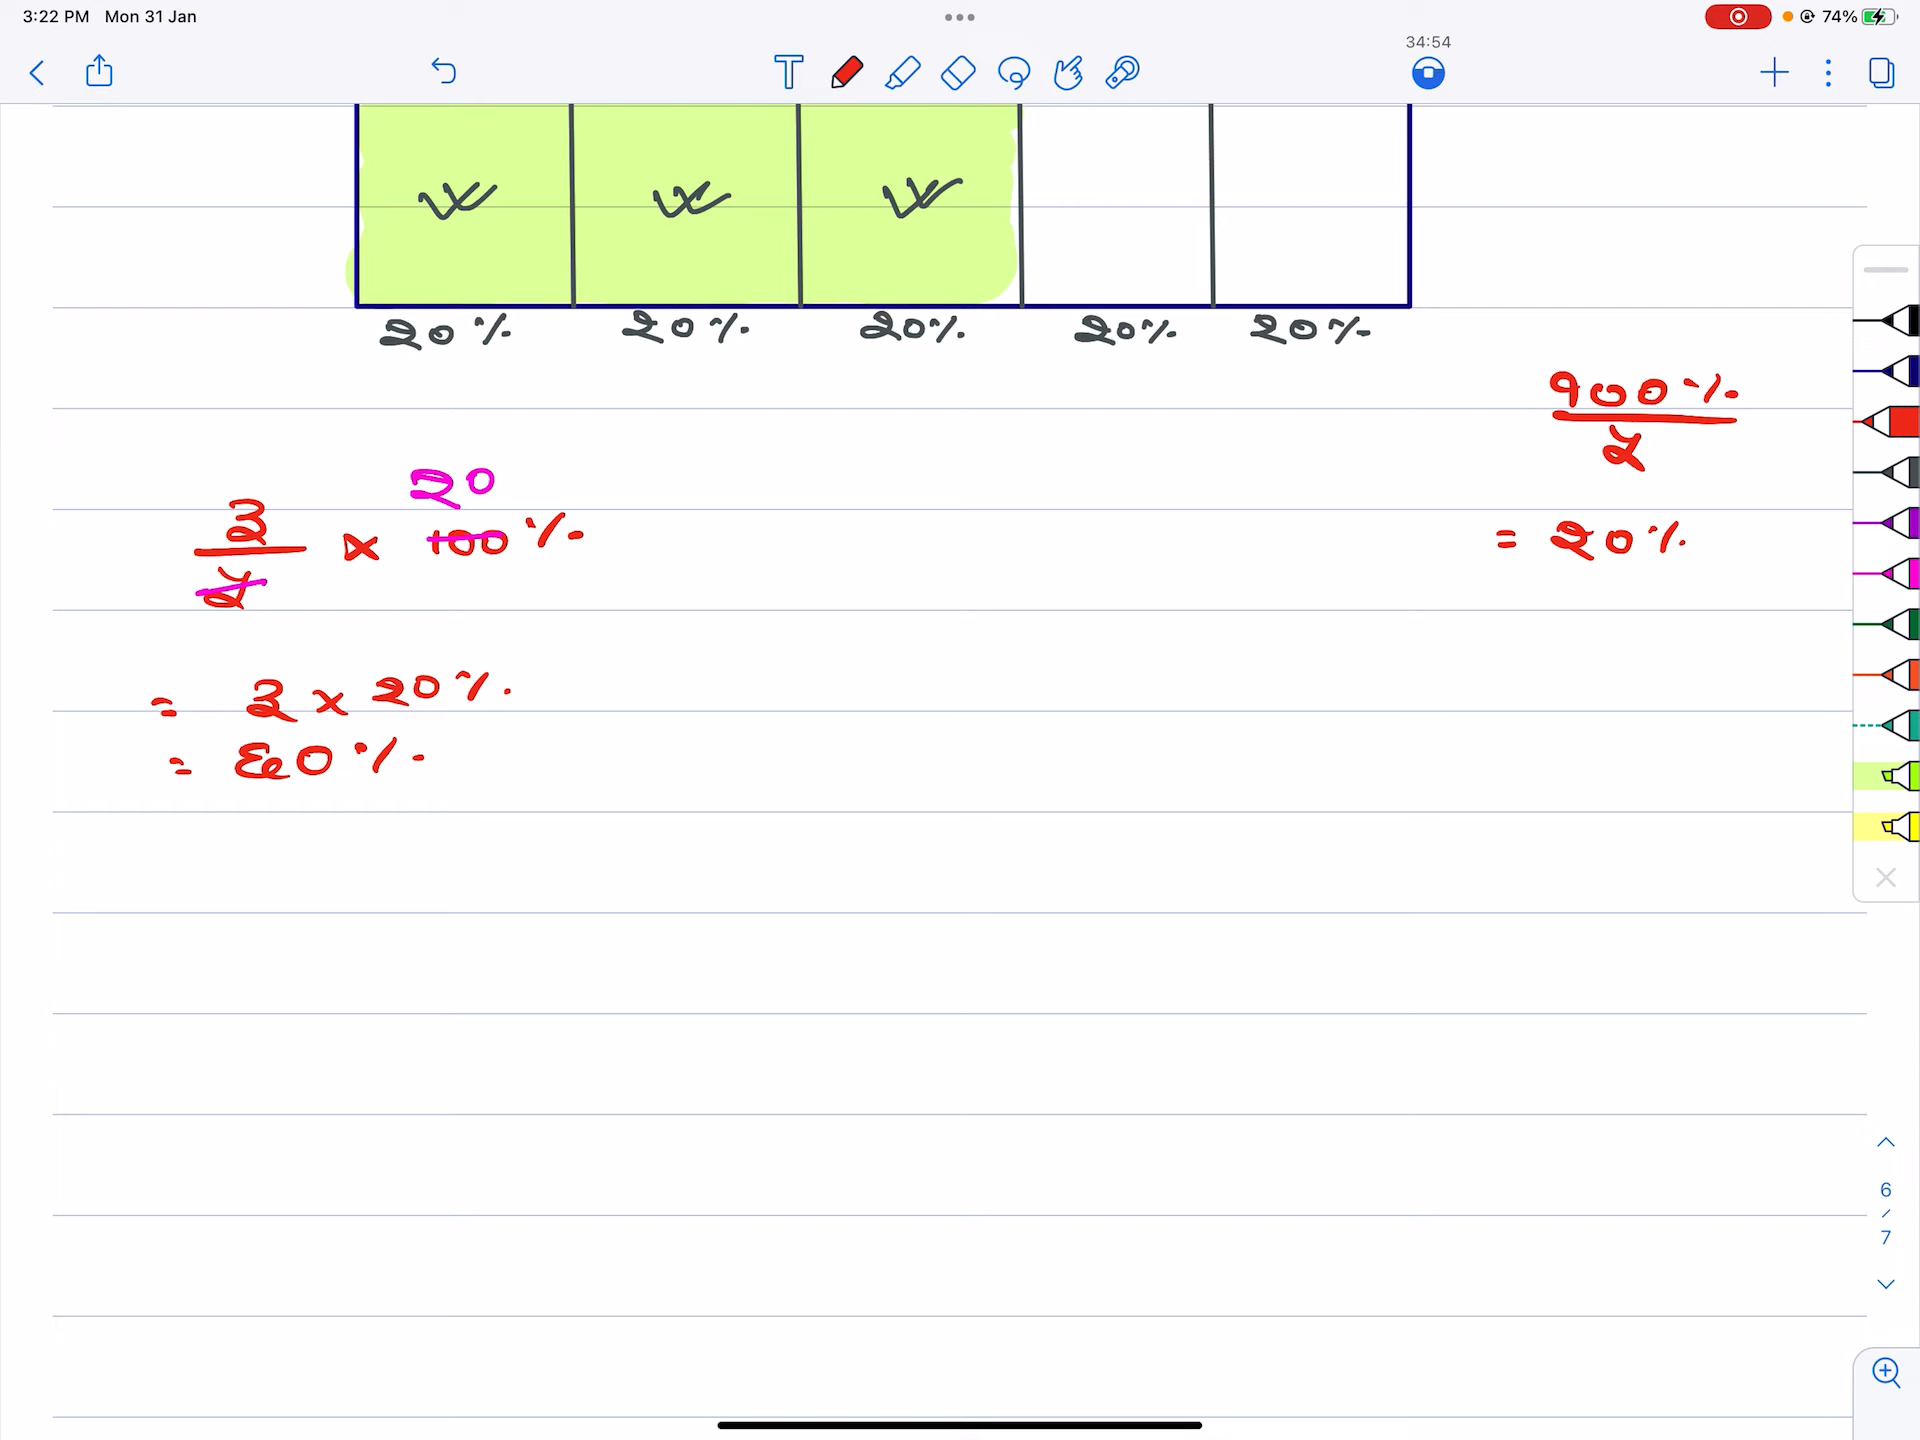 3:22 PM Mon 31 Jan
74%
34:54
२०% २०% २०% २०% २०%
१००%
५
= २०%
२०
३
५ × 100%
= ३ × २०%
= ६०%
6
/
7